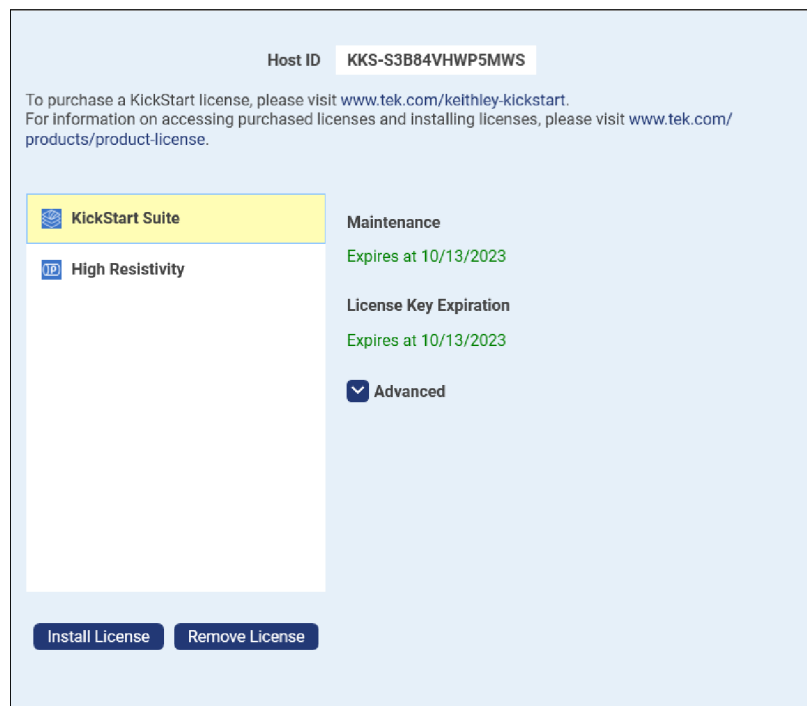 Host ID KKS-S3B84VHWP5MWS
To purchase a KickStart license, please visit www.tek.com/keithley-kickstart.
For information on accessing purchased licenses and installing licenses, please visit www.tek.com/
products/product-license.
KickStart Suite
High Resistivity
Maintenance
Expires at 10/13/2023
License Key Expiration
Expires at 10/13/2023
Advanced
Install License Remove License